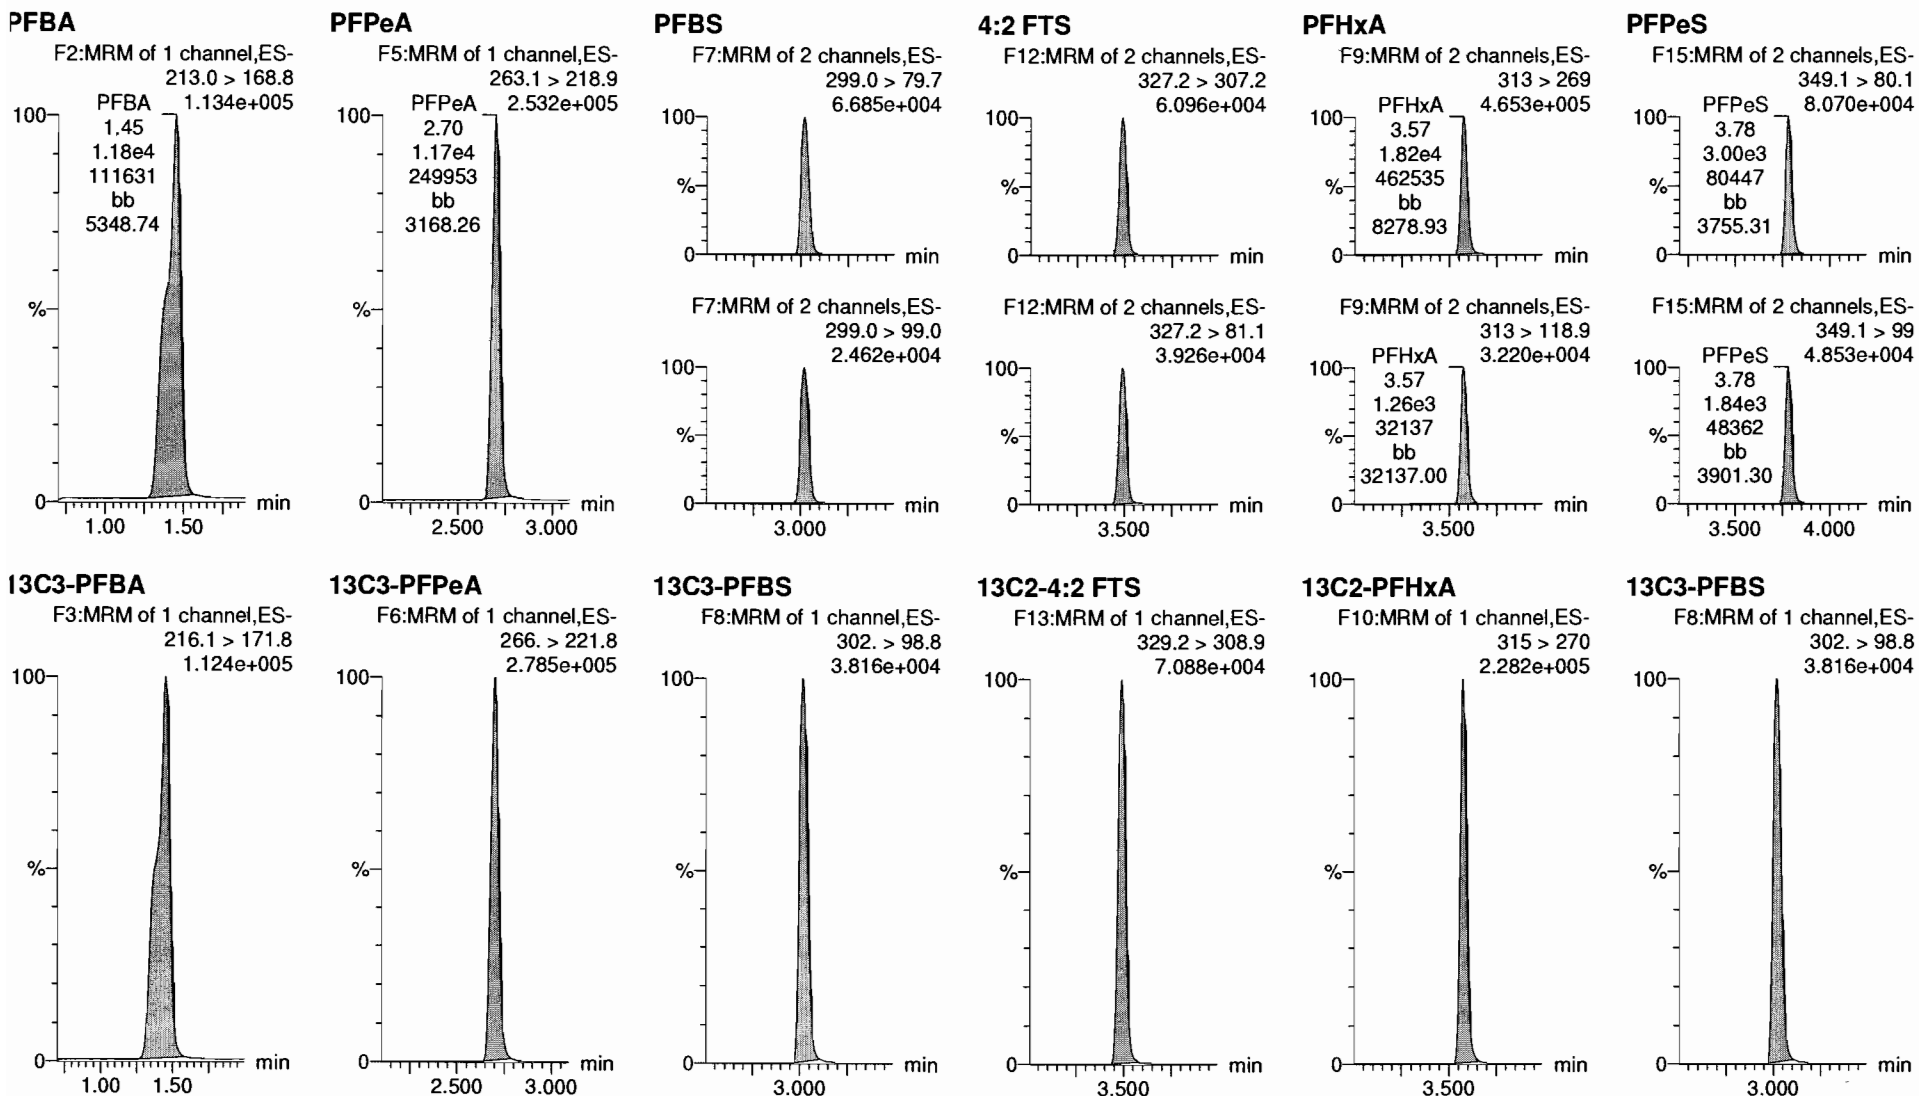 PFBA
F2:MRM of 1 channel,ES-
213.0 > 168.8
1.134e+005
100
PFBA
1.45
1.18e4
111631
bb
5348.74
%
0
min
1.00
1.50
PFPeA
F5:MRM of 1 channel,ES-
263.1 > 218.9
2.532e+005
100
PFPeA
2.70
1.17e4
249953
bb
3168.26
%
0
min
2.500
3.000
PFBS
F7:MRM of 2 channels,ES-
299.0 > 79.7
6.685e+004
100
%
0
min
F7:MRM of 2 channels,ES-
299.0 > 99.0
2.462e+004
100
%
0
min
3.000
4:2 FTS
F12:MRM of 2 channels,ES-
327.2 > 307.2
6.096e+004
100
%
0
min
F12:MRM of 2 channels,ES-
327.2 > 81.1
3.926e+004
100
%
0
min
3.500
PFHxA
F9:MRM of 2 channels,ES-
313 > 269
4.653e+005
100
PFHxA
3.57
1.82e4
462535
bb
8278.93
%
0
min
F9:MRM of 2 channels,ES-
313 > 118.9
3.220e+004
100
PFHxA
3.57
1.26e3
32137
bb
32137.00
%
0
min
3.500
PFPeS
F15:MRM of 2 channels,ES-
349.1 > 80.1
8.070e+004
100
PFPeS
3.78
3.00e3
80447
bb
3755.31
%
0
min
F15:MRM of 2 channels,ES-
349.1 > 99
4.853e+004
100
PFPeS
3.78
1.84e3
48362
bb
3901.30
%
0
min
3.500
4.000
13C3-PFBA
F3:MRM of 1 channel,ES-
216.1 > 171.8
1.124e+005
100
%
0
min
1.00
1.50
13C3-PFPeA
F6:MRM of 1 channel,ES-
266. > 221.8
2.785e+005
100
%
0
min
2.500
3.000
13C3-PFBS
F8:MRM of 1 channel,ES-
302. > 98.8
3.816e+004
100
%
0
min
3.000
13C2-4:2 FTS
F13:MRM of 1 channel,ES-
329.2 > 308.9
7.088e+004
100
%
0
min
3.500
13C2-PFHxA
F10:MRM of 1 channel,ES-
315 > 270
2.282e+005
100
%
0
min
3.500
13C3-PFBS
F8:MRM of 1 channel,ES-
302. > 98.8
3.816e+004
100
%
0
min
3.000